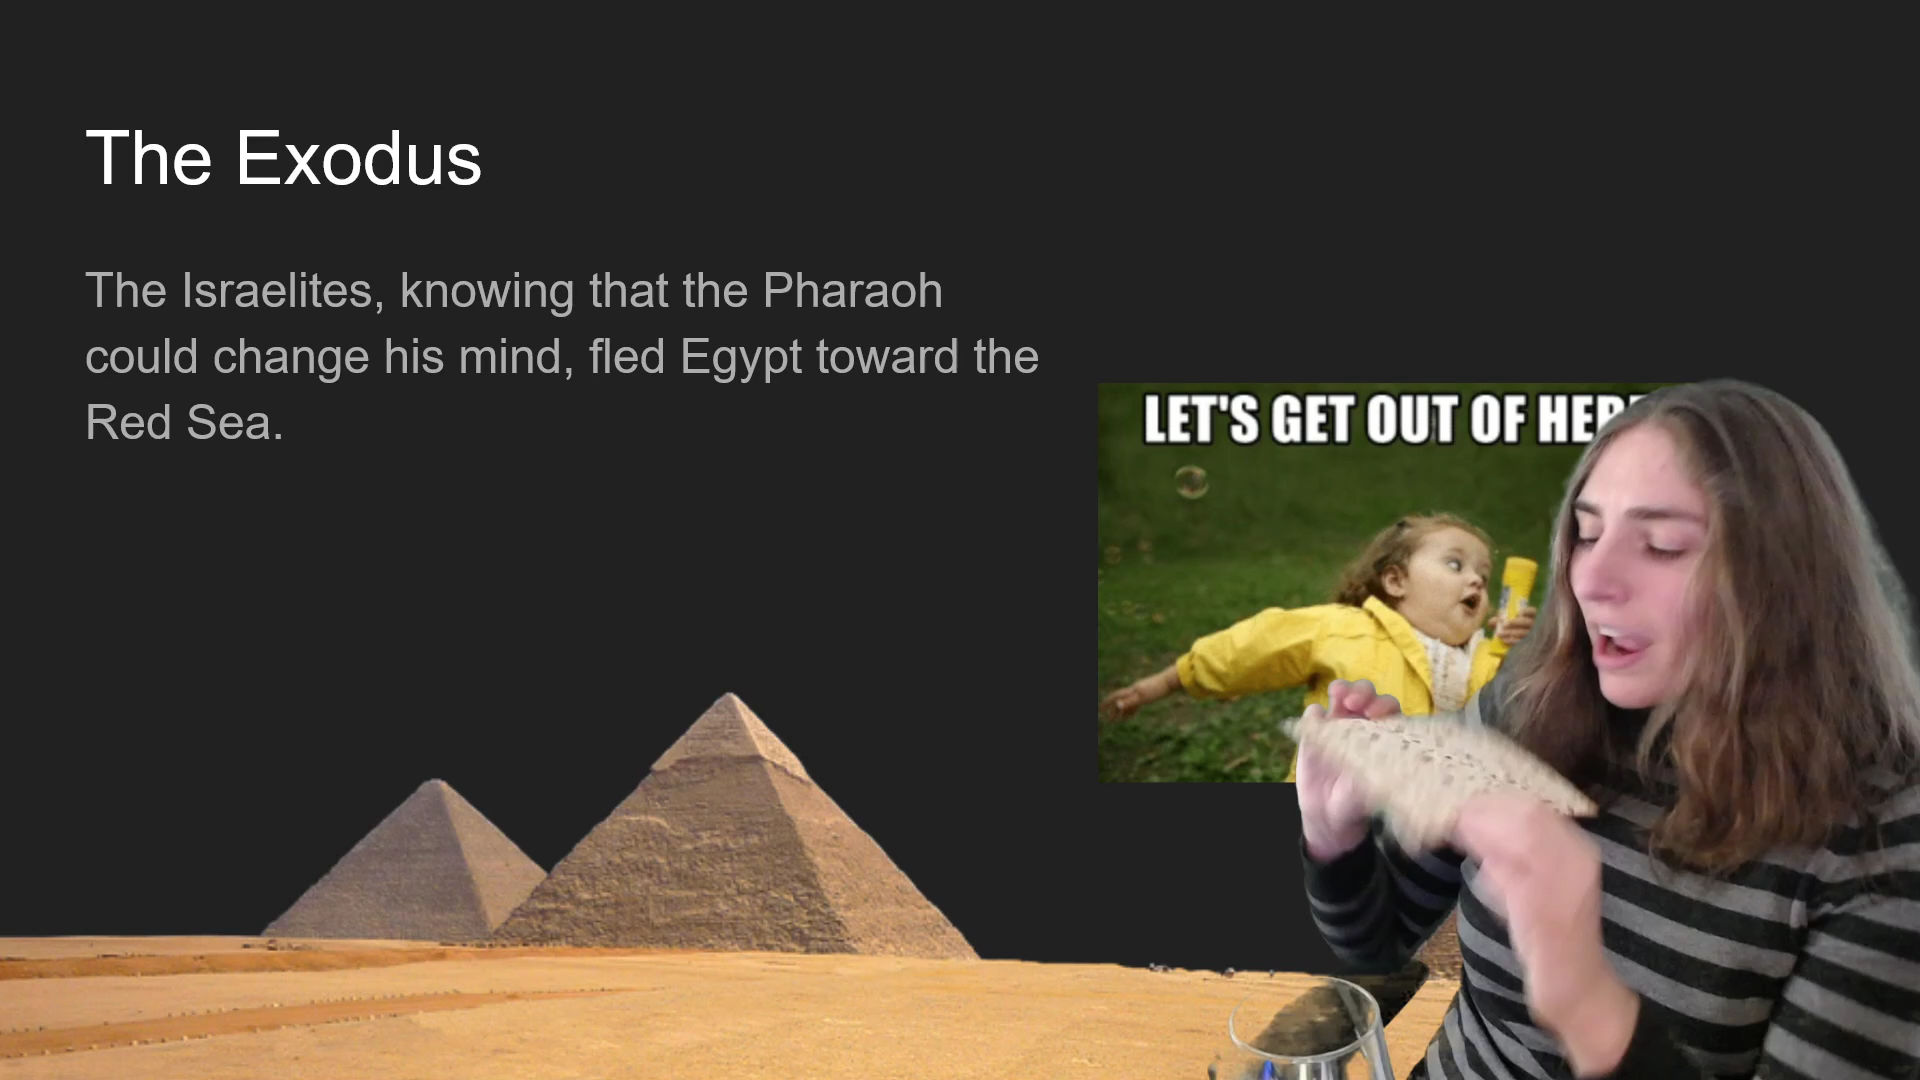 The Exodus
The Israelites, knowing that the Pharaoh
could change his mind, fled Egypt toward the
Red Sea.
LET'S GET OUT OF